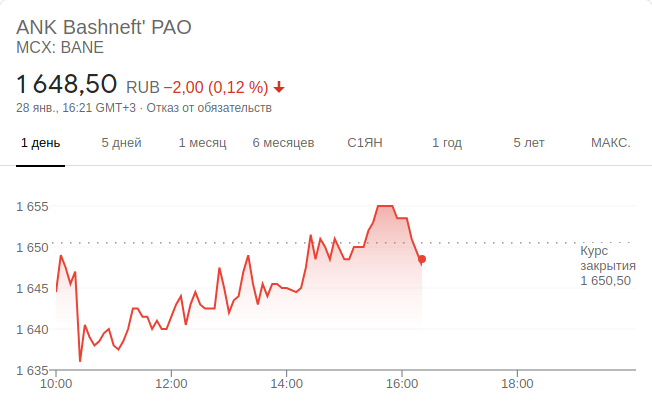 ANK Bashneft' PAO
MCX: BANE
1 648,50 RUB −2,00 (0,12 %)
28 янв., 16:21 GMT+3 · Отказ от обязательств
1 день 5 дней 1 месяц 6 месяцев С1ЯН 1 год 5 лет МАКС.
1 655
1 650
Курс
закрытия
1 650,50
1 645
1 640
1 635
10:00 12:00 14:00 16:00 18:00